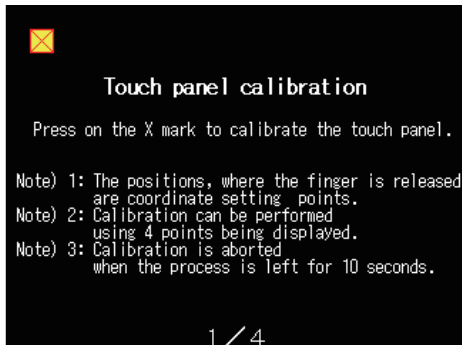 Touch panel calibration
Press on the X mark to calibrate the touch panel.
Note) 1: The positions, where the finger is released
are coordinate setting points.
Note) 2: Calibration can be performed
using 4 points being displayed.
Note) 3: Calibration is aborted
when the process is left for 10 seconds.
1／4